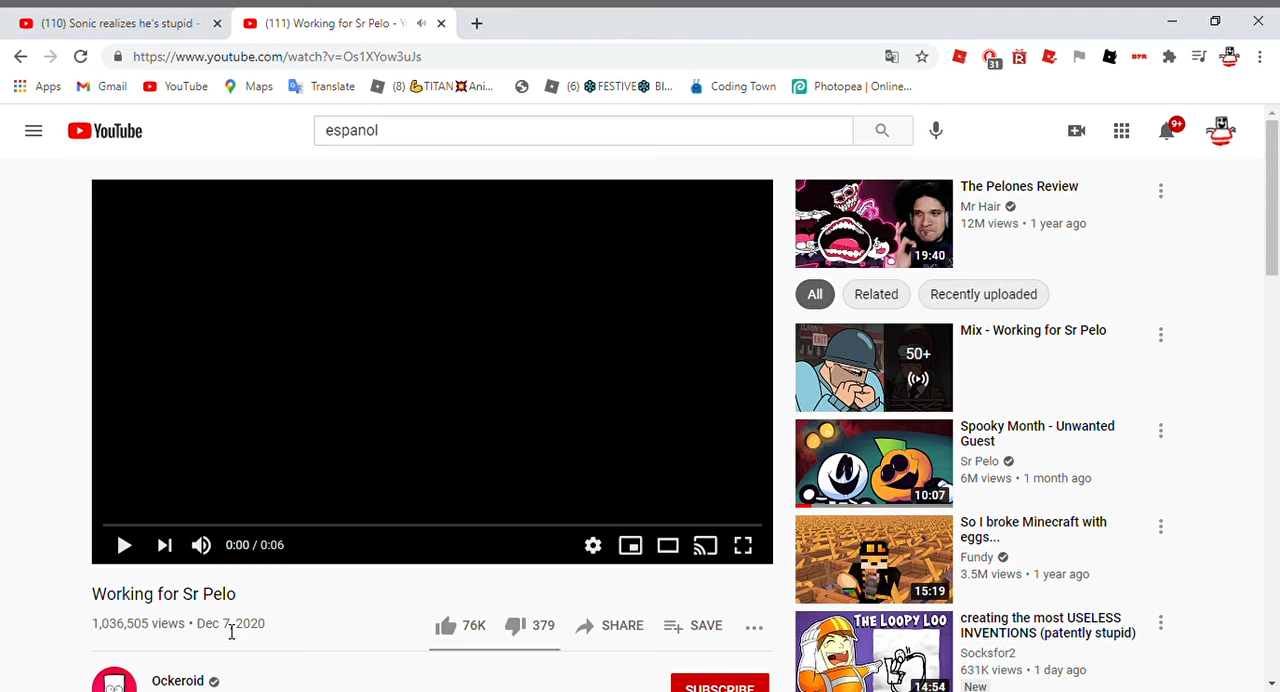 (110) Sonic realizes he's stupid -
(111) Working for Sr Pelo - Y
https://www.youtube.com/watch?v=Os1XYow3uJs
31
Apps
Gmail
YouTube
Maps
Translate
(8) 💪TITAN💥Ani...
(6) ❄FESTIVE❄ Bl...
Coding Town
Photopea | Online...
YouTube
espanol
9+
The Pelones Review
Mr Hair
12M views • 1 year ago
19:40
All
Related
Recently uploaded
EXIT
50+
Mix - Working for Sr Pelo
Spooky Month - Unwanted
Guest
Sr Pelo
6M views • 1 month ago
10:07
So I broke Minecraft with
eggs...
Fundy
3.5M views • 1 year ago
15:19
THE LOOPY LOO
creating the most USELESS
INVENTIONS (patently stupid)
Socksfor2
631K views • 1 day ago
New
14:54
0:00 / 0:06
Working for Sr Pelo
1,036,505 views • Dec 7, 2020
76K
379
SHARE
SAVE
Ockeroid
SUBSCRIBE